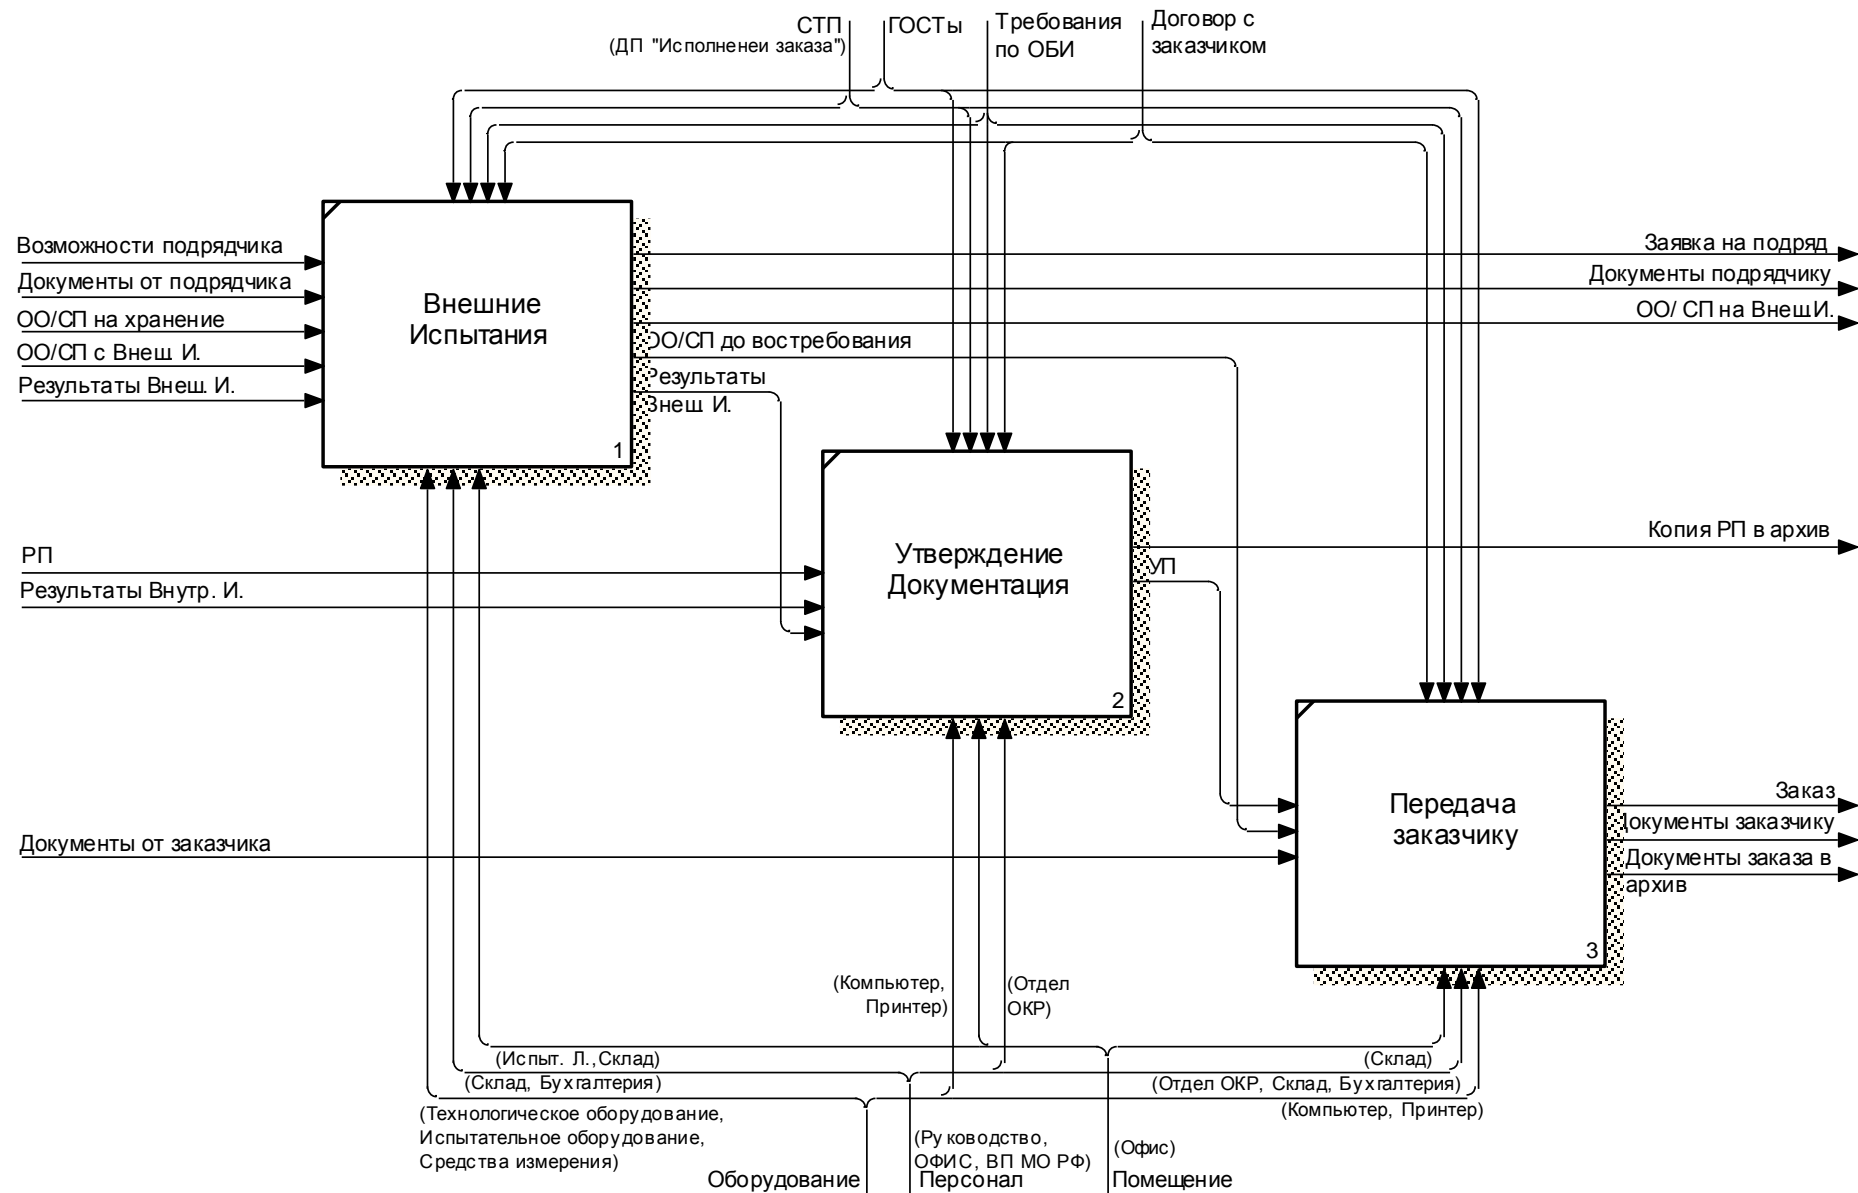 СТП
(ДП "Исполненеи заказа")
ГОСТы
Требования
по ОБИ
Договор с
заказчиком
Возможности подрядчика
Документы от подрядчика
ОО/СП на хранение
ОО/СП с Внеш. И.
Результаты Внеш. И.
Внешние
Испытания
1
Заявка на подряд
Документы подрядчику
ОО/ СП на Внеш.И.
ОО/СП до востребования
Результаты
Внеш. И.
РП
Результаты Внутр. И.
Утверждение
Документация
2
Копия РП в архив
УП
Документы от заказчика
Передача
заказчику
3
Заказ
Документы заказчику
Документы заказа в
архив
(Компьютер,
Принтер)
(Отдел
ОКР)
(Испыт. Л.,Склад)
(Склад)
(Склад, Бухгалтерия)
(Отдел ОКР, Склад, Бухгалтерия)
(Технологическое оборудование,
Испытательное оборудование,
Средства измерения)
(Компьютер, Принтер)
(Руководство,
ОФИС, ВП МО РФ)
(Офис)
Оборудование
Персонал
Помещение